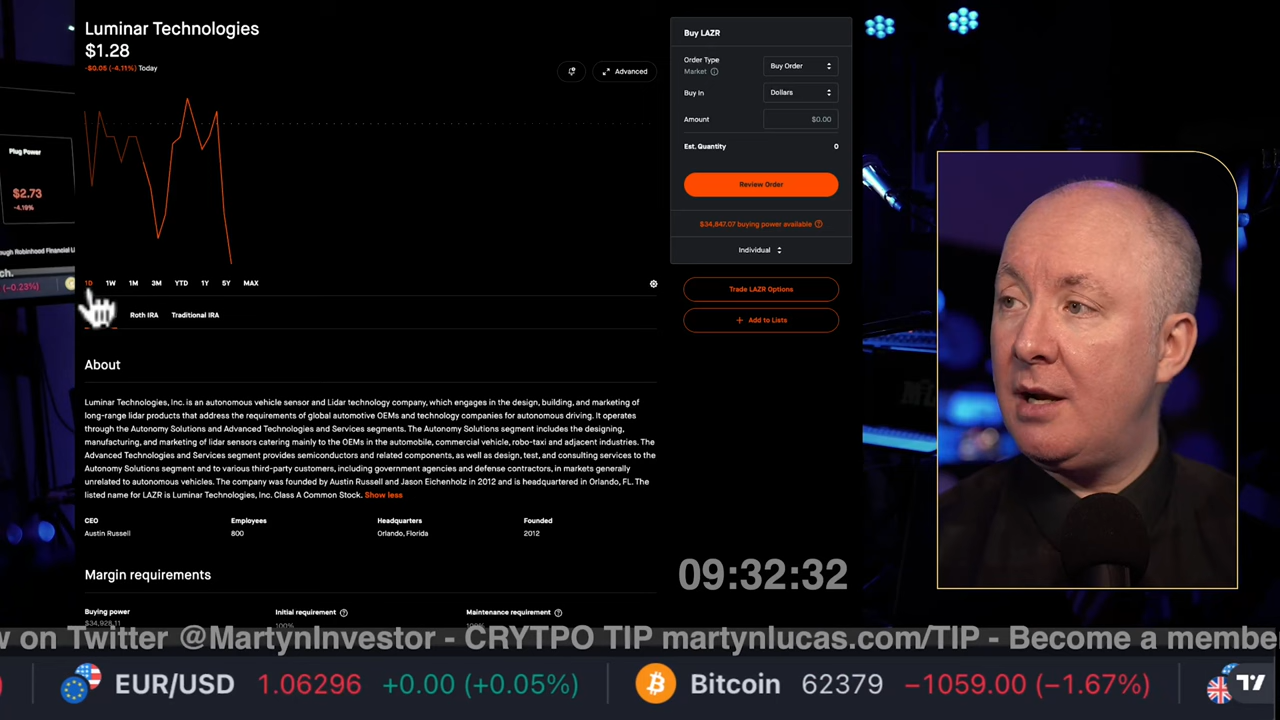 Luminar Technologies
$1.28
-$0.05 (-4.11%) Today
Advanced
1D 1W 1M 3M YTD 1Y 5Y MAX
Roth IRA Traditional IRA
About
Luminar Technologies, Inc. is an autonomous vehicle sensor and Lidar technology company, which engages in the design, building, and marketing of
long-range lidar products that address the requirements of global automotive OEMs and technology companies for autonomous driving. It operates
through the Autonomy Solutions and Advanced Technologies and Services segments. The Autonomy Solutions segment includes the designing,
manufacturing, and marketing of lidar sensors catering mainly to the OEMs in the automobile, commercial vehicle, robo-taxi and adjacent industries. The
Advanced Technologies and Services segment provides semiconductors and related components, as well as design, test, and consulting services to the
Autonomy Solutions segment and to various third-party customers, including government agencies and defense contractors, in markets generally
unrelated to autonomous vehicles. The company was founded by Austin Russell and Jason Eichenholz in 2012 and is headquartered in Orlando, FL. The
listed name for LAZR is Luminar Technologies, Inc. Class A Common Stock. Show less
CEO Employees Headquarters Founded
Austin Russell 800 Orlando, Florida 2012
Margin requirements
Buying power Initial requirement Maintenance requirement
$34,928.11 100%
Buy LAZR
Order Type
Market
Buy Order
Buy In Dollars
Amount $0.00
Est. Quantity 0
Review Order
$34,847.07 buying power available
Individual
Trade LAZR Options
+ Add to Lists
Plug Power
$2.73
-4.19%
ough Robinhood Financial L
ch.
(-0.23%)
09:32:32
w on Twitter @MartynInvestor - CRYTPO TIP martynlucas.com/TIP - Become a membe
EUR/USD 1.06296 +0.00 (+0.05%) Bitcoin 62379 −1059.00 (−1.67%)